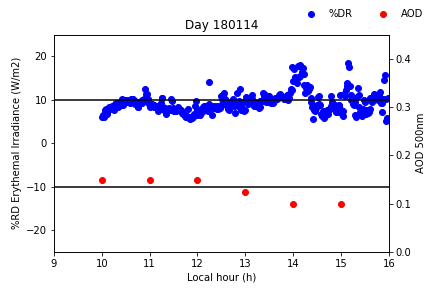 %DR AOD
Day 180114
%RD Erythermal Irradiance (W/m2)
20
10
0
−10
−20
0.4
0.3
0.2
0.1
0.0
AOD 500nm
9 10 11 12 13 14 15 16
Local hour (h)